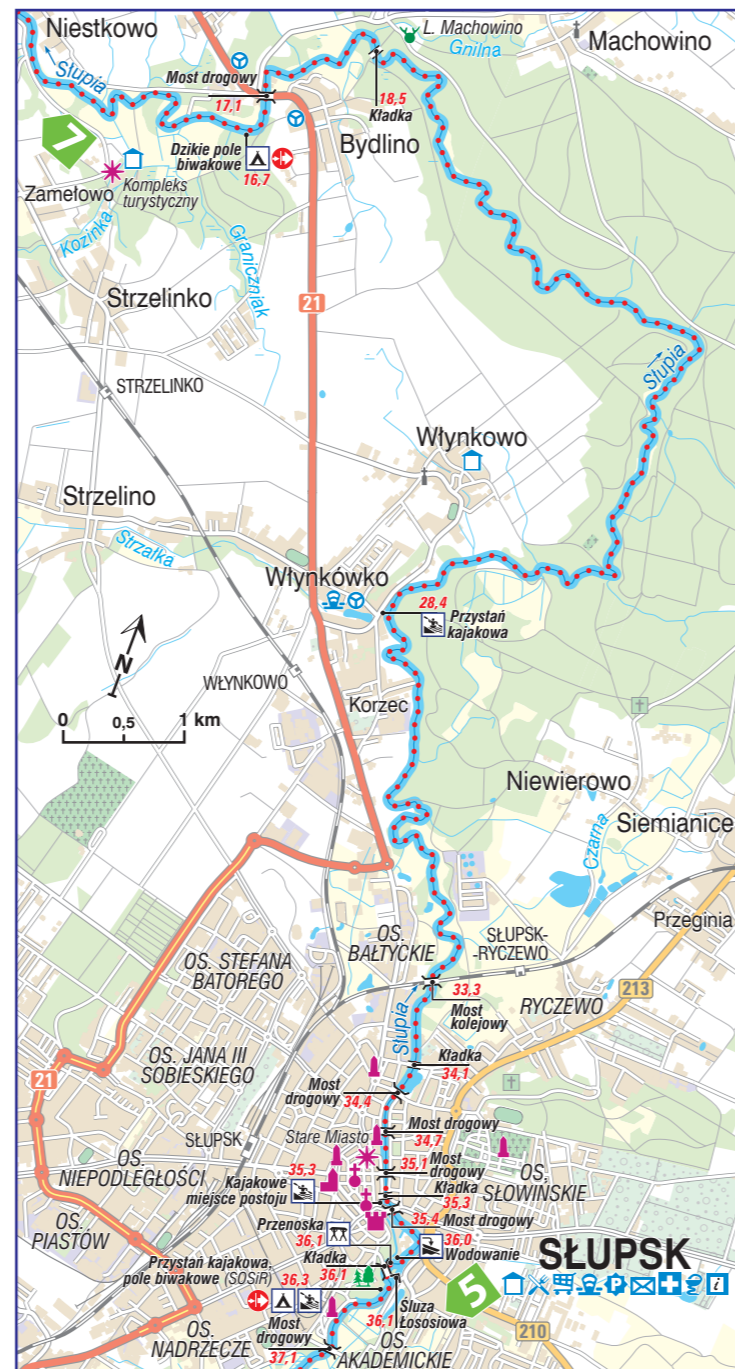 Niestkowo
Słupia
L. Machowino
Gnilna
Machowino
Most drogowy
17,1
18,5
Kładka
7
Dzikie pole
biwakowe
16,7
Bydlino
Zamełowo
Kompleks
turystyczny
Kozinka
Graniczniak
Strzelinko
21
STRZELINKO
Słupia
Włynkowo
Strzelino
Strzałka
Włynkówko
28,4
Przystań
kajakowa
N
WŁYNKOWO
0 0,5 1 km
Korzec
Niewierowo
Siemianice
Czarna
Przeginia
OS.
BAŁTYCKIE
SŁUPSK-
-RYCZEWO
OS. STEFANA
BATOREGO
33,3
Most
kolejowy
RYCZEWO
213
Słupia
OS. JANA III
SOBIESKIEGO
Kładka
34,1
21
Most
drogowy
34,4
Stare Miasto
Most drogowy
34,7
SŁUPSK
OS.
NIEPODLEGŁOŚCI
35,1
Most
drogowy
OS.
SŁOWIŃSKIE
35,3
Kajakowe
miejsce postoju
Kładka
35,3
OS.
PIASTÓW
35,4
Most drogowy
Przenoska
36,1
36,0
Wodowanie
SŁUPSK
Kładka
36,1
Przystań kajakowa,
pole biwakowe (SOSiR)
36,3
5
P
i
Śluza
Łososiowa
36,1
Most
drogowy
37,1
OS.
NADRZECZE
OS.
AKADEMICKIE
210